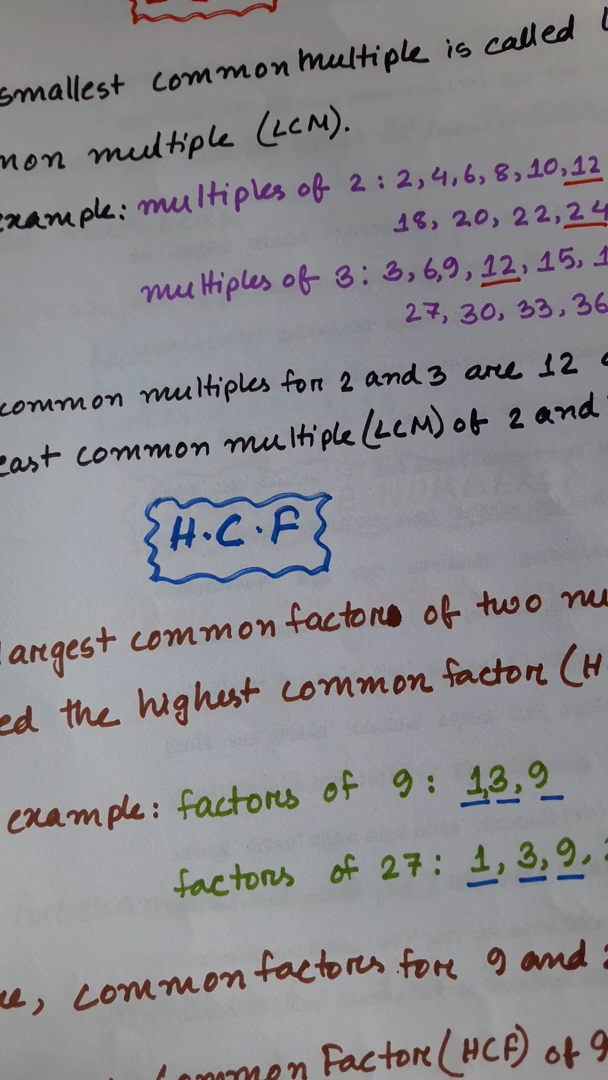 smallest common multiple is called
mon multiple (LCM).
example: multiples of 2 : 2, 4, 6, 8, 10, 12
18, 20, 22, 24
multiples of 3 : 3, 6, 9, 12, 15,
27, 30, 33, 36
common multiples for 2 and 3 are 12
east common multiple (LCM) of 2 and
H.C.F
largest common factors of two nu
ed the highest common factor (H
example: factors of 9 : 1, 3, 9
factors of 27 : 1, 3, 9,
re, common factors for 9 and
Common Factor (HCF) of 9